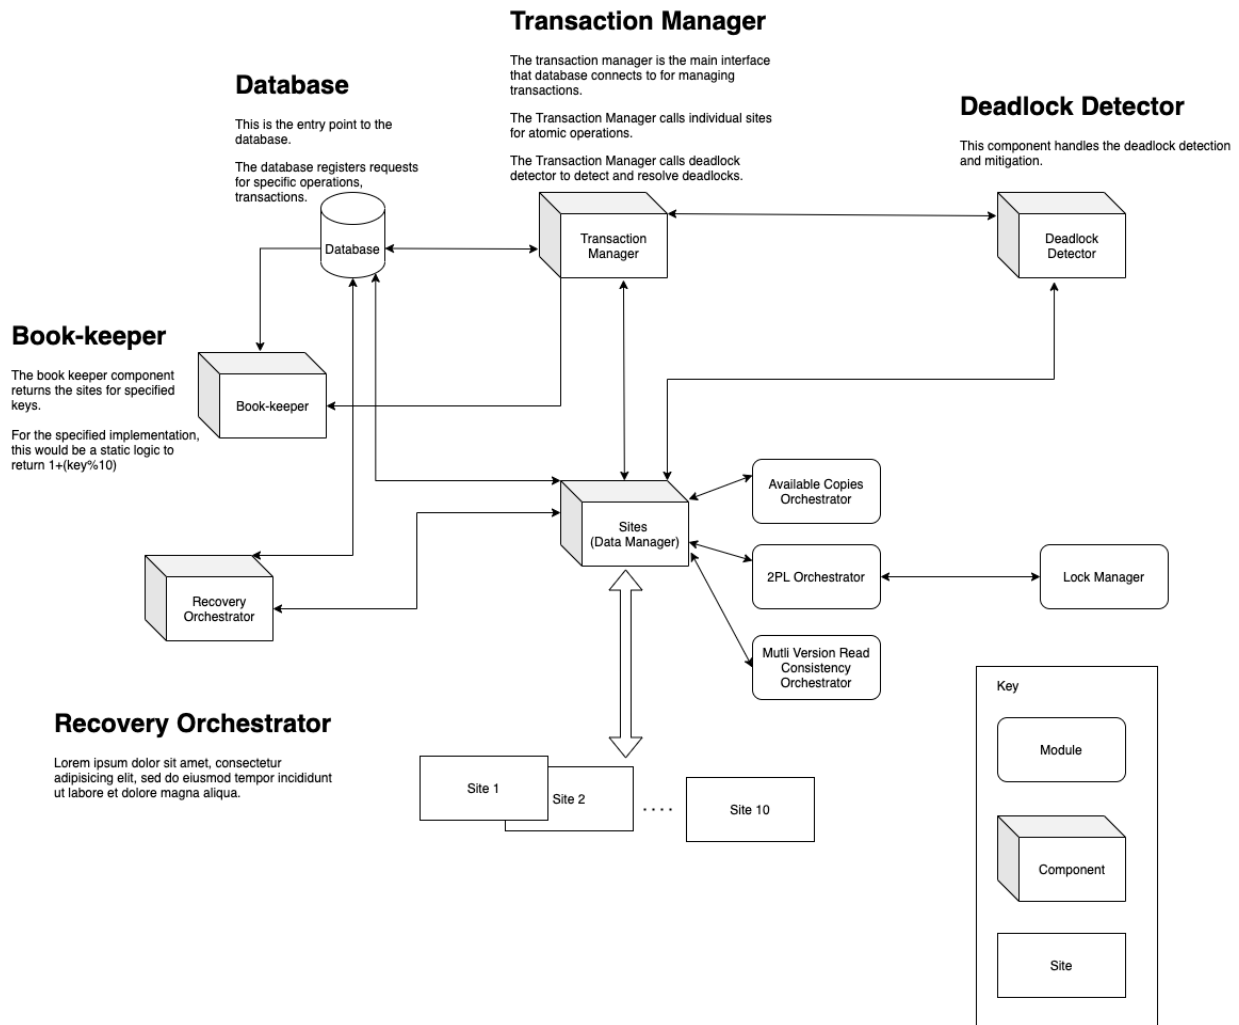 Transaction Manager
The transaction manager is the main interface
that database connects to for managing
transactions.
The Transaction Manager calls individual sites
for atomic operations.
The Transaction Manager calls deadlock
detector to detect and resolve deadlocks.
Database
This is the entry point to the
database.
The database registers requests
for specific operations,
transactions.
Deadlock Detector
This component handles the deadlock detection
and mitigation.
Database
Transaction
Manager
Deadlock
Detector
Book-keeper
The book keeper component
returns the sites for specified
keys.
For the specified implementation,
this would be a static logic to
return 1+(key%10)
Book-keeper
Sites
(Data Manager)
Available Copies
Orchestrator
2PL Orchestrator
Lock Manager
Mutli Version Read
Consistency
Orchestrator
Recovery
Orchestrator
Recovery Orchestrator
Lorem ipsum dolor sit amet, consectetur
adipisicing elit, sed do eiusmod tempor incididunt
ut labore et dolore magna aliqua.
Site 1
Site 2
....
Site 10
Key
Module
Component
Site